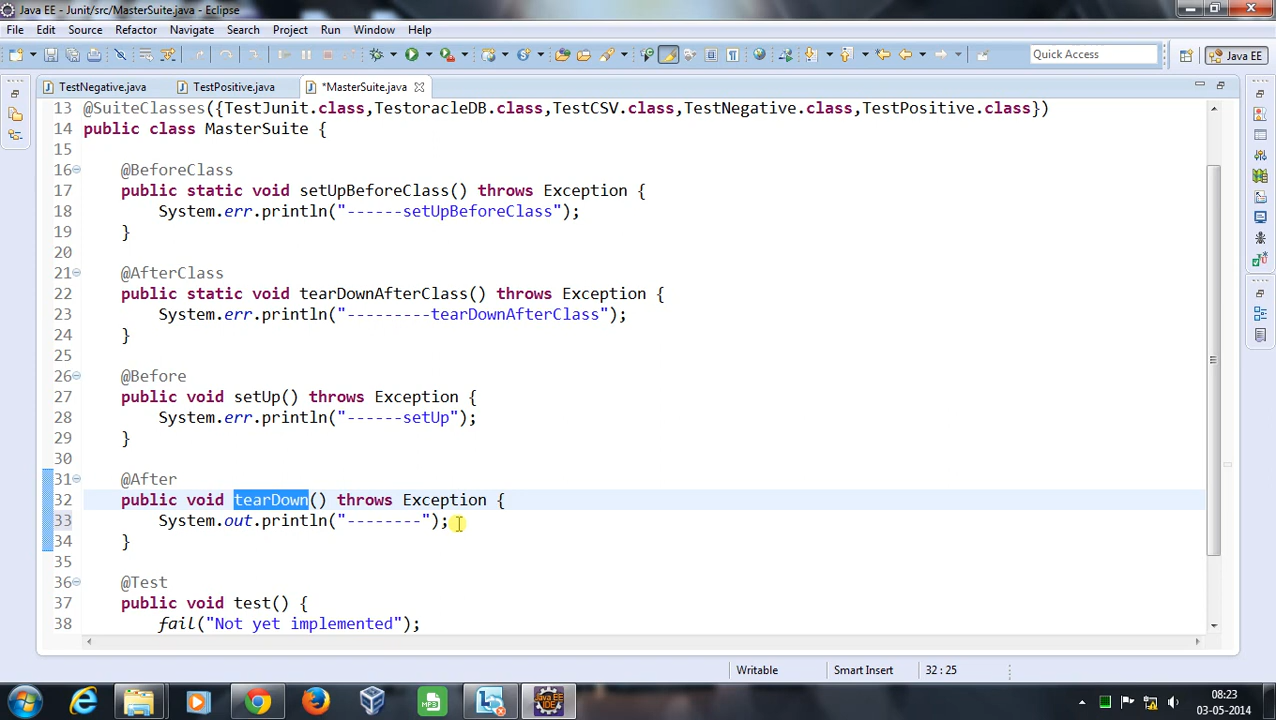 Java EE - Junit/src/MasterSuite.java - Eclipse
File Edit Source Refactor Navigate Search Project Run Window Help
Quick Access
Java EE
TestNegative.java TestPositive.java *MasterSuite.java
13 @SuiteClasses({TestJunit.class,TestoracleDB.class,TestCSV.class,TestNegative.class,TestPositive.class})
14 public class MasterSuite {
15
16 @BeforeClass
17 public static void setUpBeforeClass() throws Exception {
18 System.err.println("------setUpBeforeClass");
19 }
20
21 @AfterClass
22 public static void tearDownAfterClass() throws Exception {
23 System.err.println("---------tearDownAfterClass");
24 }
25
26 @Before
27 public void setUp() throws Exception {
28 System.err.println("------setUp");
29 }
30
31 @After
32 public void tearDown() throws Exception {
33 System.out.println("--------");
34 }
35
36 @Test
37 public void test() {
38 fail("Not yet implemented");
Writable Smart Insert 32 : 25
MP3
Java EE
IDE
08:23
03-05-2014